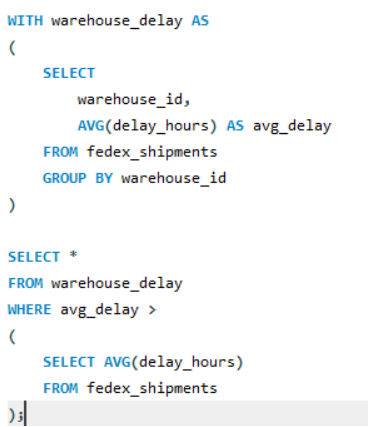 WITH warehouse_delay AS
(
    SELECT
        warehouse_id,
        AVG(delay_hours) AS avg_delay
    FROM fedex_shipments
    GROUP BY warehouse_id
)

SELECT *
FROM warehouse_delay
WHERE avg_delay >
(
    SELECT AVG(delay_hours)
    FROM fedex_shipments
);